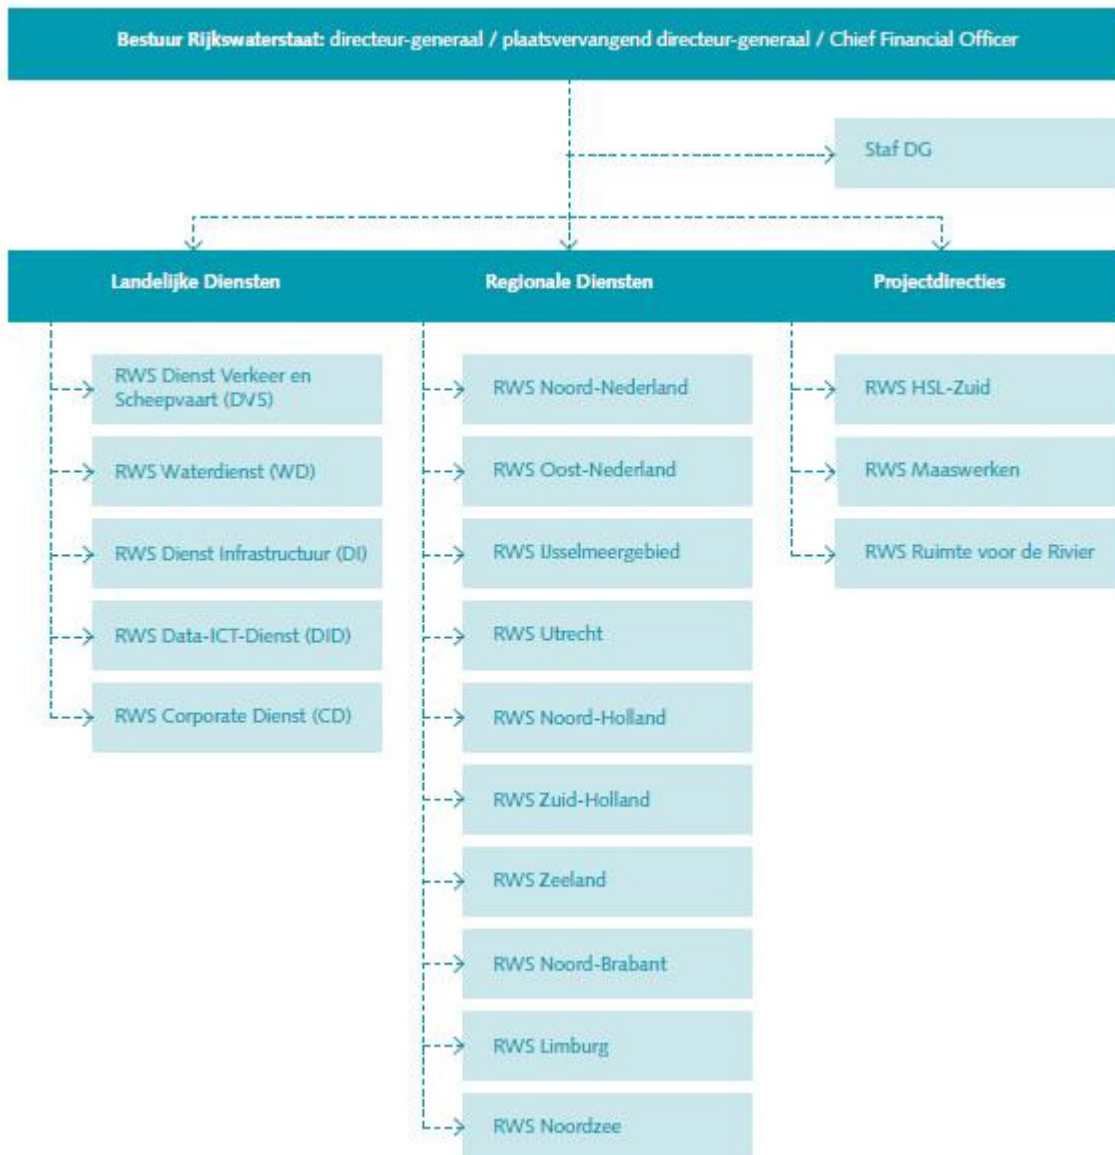 Bestuur Rijkswaterstaat: directeur-generaal / plaatsvervangend directeur-generaal / Chief Financial Officer
Staf DG
Landelijke Diensten
Regionale Diensten
Projectdirecties
RWS Dienst Verkeer en
Scheepvaart (DVS)
RWS Waterdienst (WD)
RWS Dienst Infrastructuur (DI)
RWS Data-ICT-Dienst (DID)
RWS Corporate Dienst (CD)
RWS Noord-Nederland
RWS Oost-Nederland
RWS IJsselmeergebied
RWS Utrecht
RWS Noord-Holland
RWS Zuid-Holland
RWS Zeeland
RWS Noord-Brabant
RWS Limburg
RWS Noordzee
RWS HSL-Zuid
RWS Maaswerken
RWS Ruimte voor de Rivier